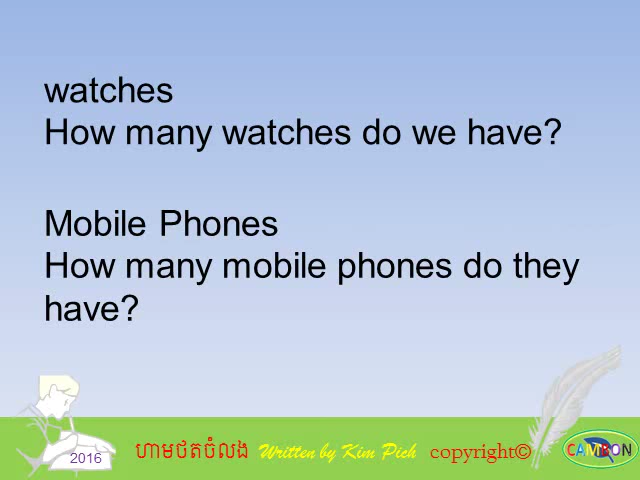 watches
How many watches do we have?
Mobile Phones
How many mobile phones do they
have?
2016 ហាមថតចំលង Written by Kim Pich copyright© CAMBON